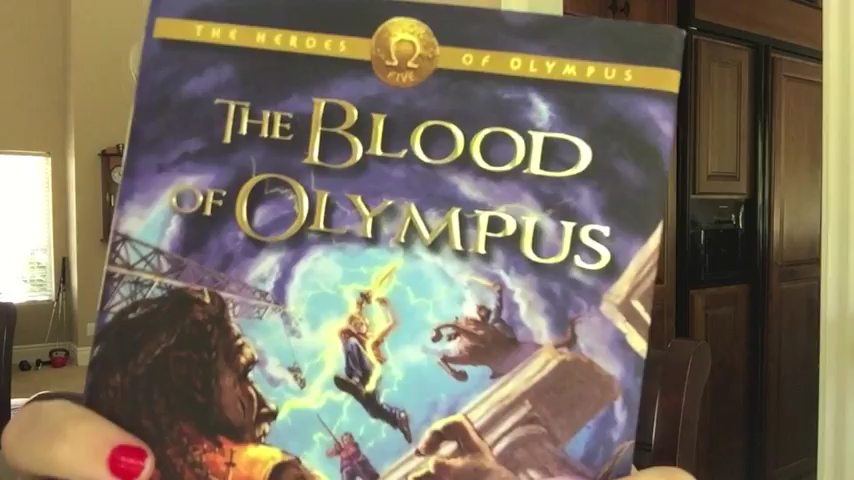 THE HEROES OF OLYMPUS
FIVE
THE BLOOD
OF OLYMPUS